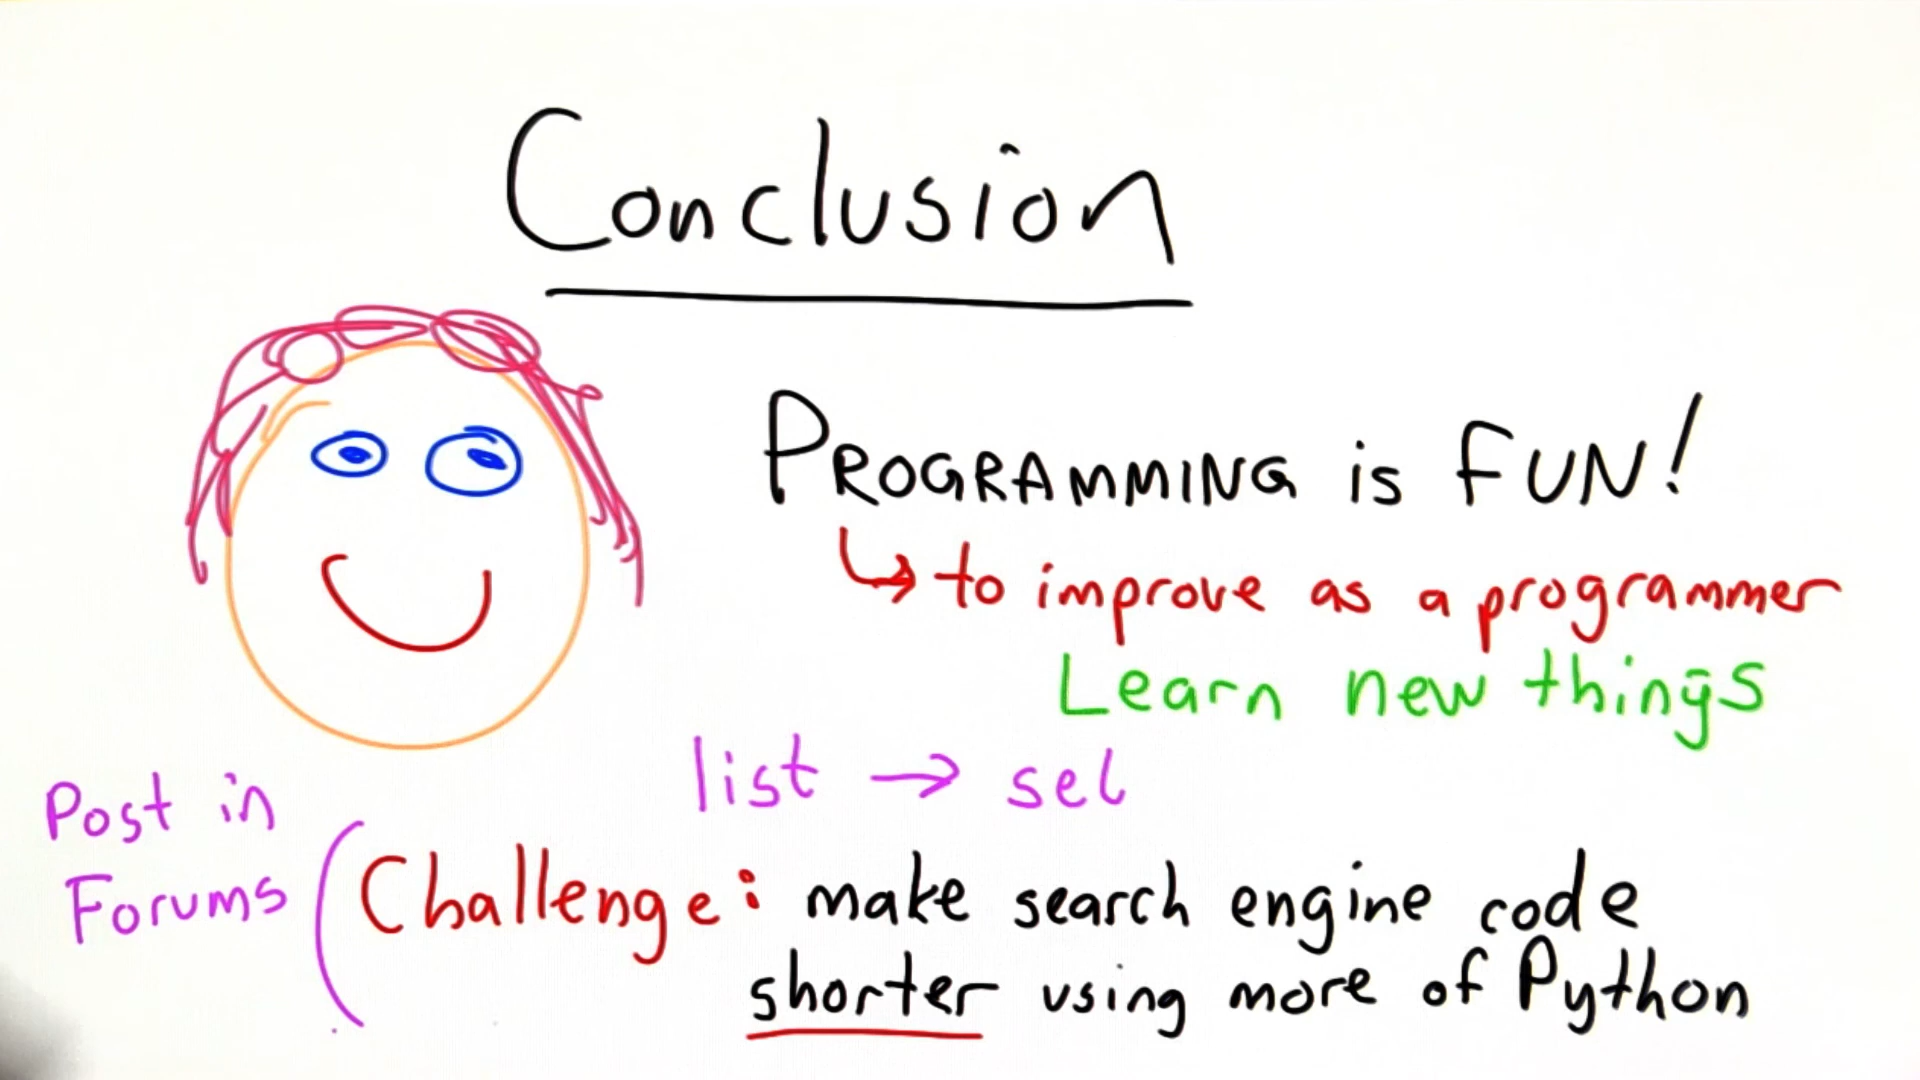 Conclusion
PROGRAMMING is FUN!
↳ to improve as a programmer
Learn new things
list → sel
Post in
Forums
Challenge: make search engine code
shorter using more of Python